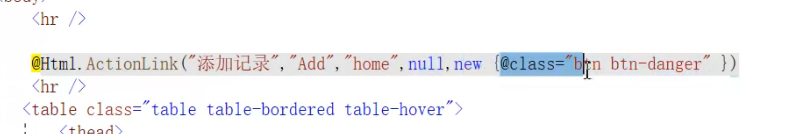 <body>
<hr />
@Html.ActionLink("添加记录","Add","home",null,new {@class="btn btn-danger" })
<hr />
<table class="table table-bordered table-hover">
<thead>